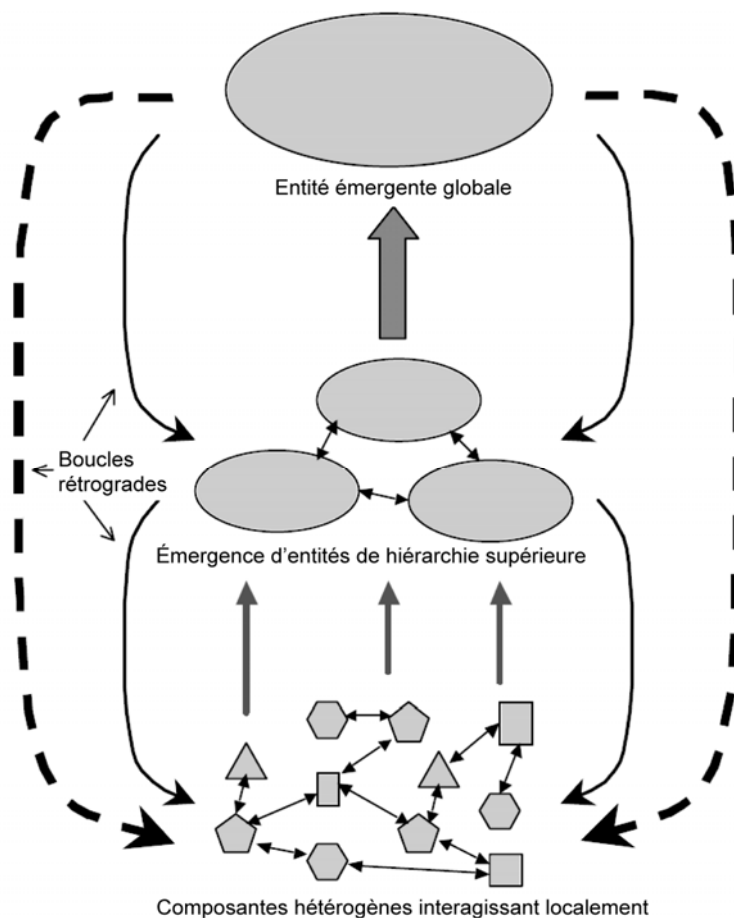 Entité émergente globale
Boucles
rétrogrades
Émergence d'entités de hiérarchie supérieure
Composantes hétérogènes interagissant localement